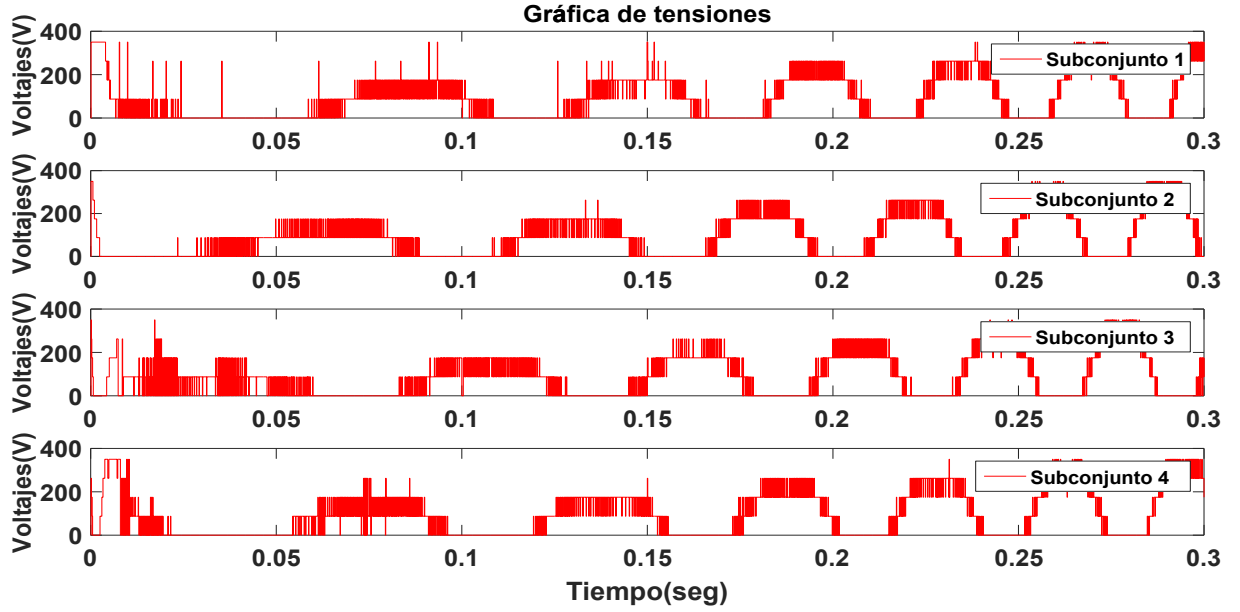 Gráfica de tensiones
Voltajes(V)
400
200
0
Subconjunto 1
0 0.05 0.1 0.15 0.2 0.25 0.3
Voltajes(V)
400
200
0
Subconjunto 2
0 0.05 0.1 0.15 0.2 0.25 0.3
Voltajes(V)
400
200
0
Subconjunto 3
0 0.05 0.1 0.15 0.2 0.25 0.3
Voltajes(V)
400
200
0
Subconjunto 4
0 0.05 0.1 0.15 0.2 0.25 0.3
Tiempo(seg)